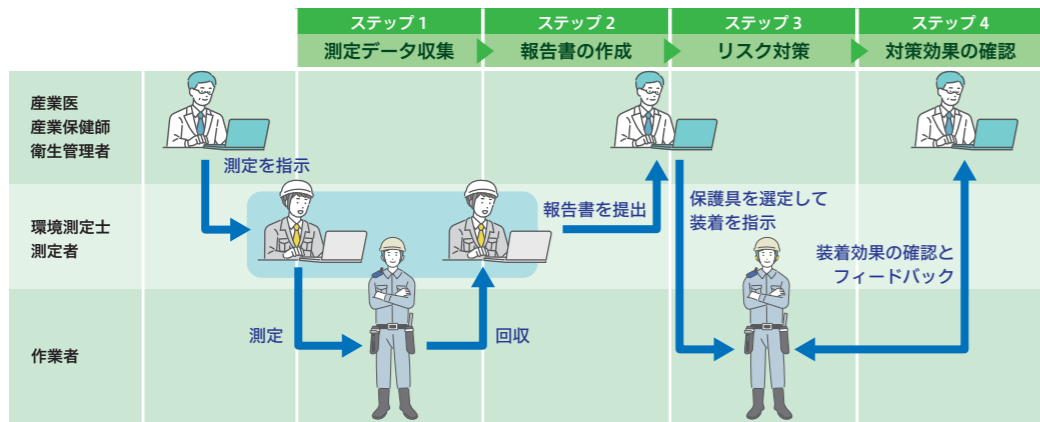 ステップ 1
測定データ収集
ステップ 2
報告書の作成
ステップ 3
リスク対策
ステップ 4
対策効果の確認
産業医
産業保健師
衛生管理者
測定を指示
環境測定士
測定者
報告書を提出
保護具を選定して
装着を指示
装着効果の確認と
フィードバック
作業者
測定
回収